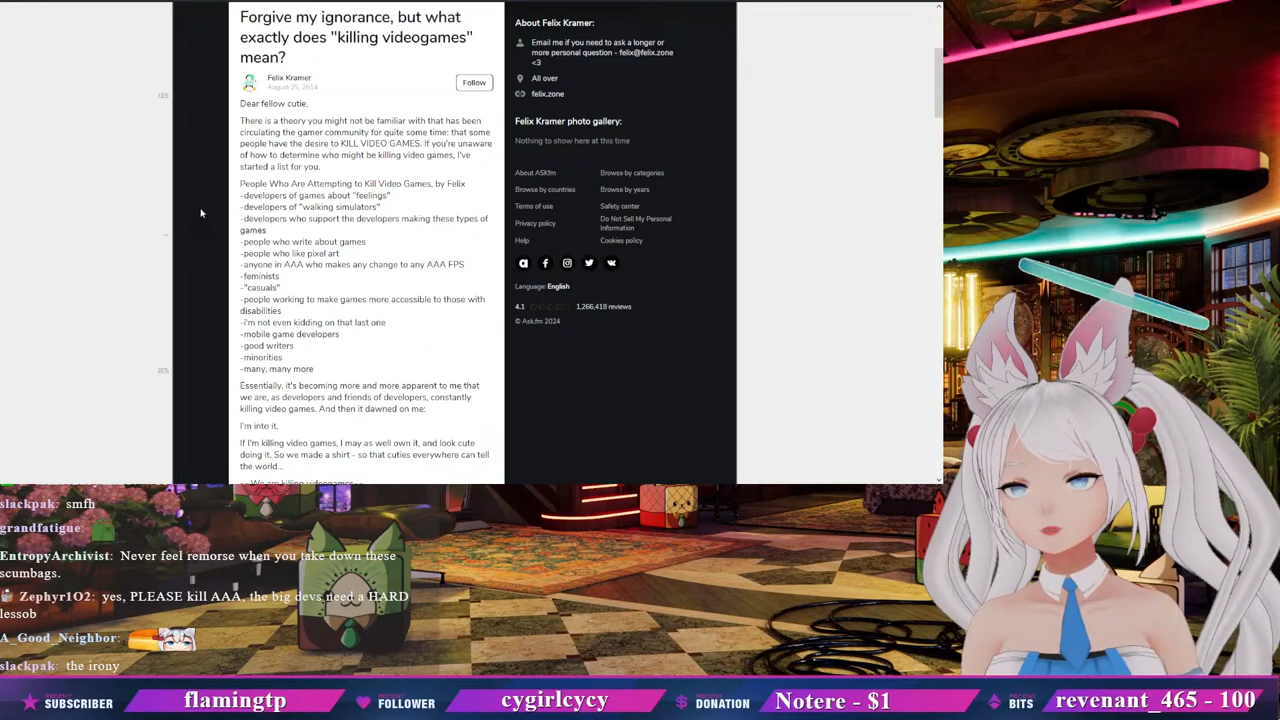 Forgive my ignorance, but what
exactly does "killing videogames"
mean?
Felix Kramer
August 25, 2014
Follow
Dear fellow cutie,
There is a theory you might not be familiar with that has been
circulating the gamer community for quite some time: that some
people have the desire to KILL VIDEO GAMES. If you're unaware
of how to determine who might be killing video games, I've
started a list for you.
People Who Are Attempting to Kill Video Games, by Felix
-developers of games about "feelings"
-developers of "walking simulators"
-developers who support the developers making these types of
games
-people who write about games
-people who like pixel art
-anyone in AAA who makes any change to any AAA FPS
-feminists
-"casuals"
-people working to make games more accessible to those with
disabilities
-i'm not even kidding on that last one
-mobile game developers
-good writers
-minorities
-many, many more
Essentially, it's becoming more and more apparent to me that
we are, as developers and friends of developers, constantly
killing video games. And then it dawned on me:
I'm into it.
If I'm killing video games, I may as well own it, and look cute
doing it. So we made a shirt - so that cuties everywhere can tell
the world...
We are killing videogames
About Felix Kramer:
Email me if you need to ask a longer or
more personal question - felix@felix.zone
<3
All over
felix.zone
Felix Kramer photo gallery:
Nothing to show here at this time
About ASKfm
Browse by categories
Browse by countries
Browse by years
Terms of use
Safety center
Privacy policy
Do Not Sell My Personal
Information
Help
Cookies policy
Language: English
4.1
1,266,418 reviews
© Ask.fm 2024
slackpak: smfh
grandfatigue:
EntropyArchivist: Never feel remorse when you take down these
scumbags.
Zephyr1O2: yes, PLEASE kill AAA, the big devs need a HARD
lessob
A_Good_Neighbor:
slackpak: the irony
RECENT
SUBSCRIBER
flamingtp
RECENT
FOLLOWER
cygirlcycy
RECENT
DONATION
Notere - $1
RECENT
BITS
revenant_465 - 100